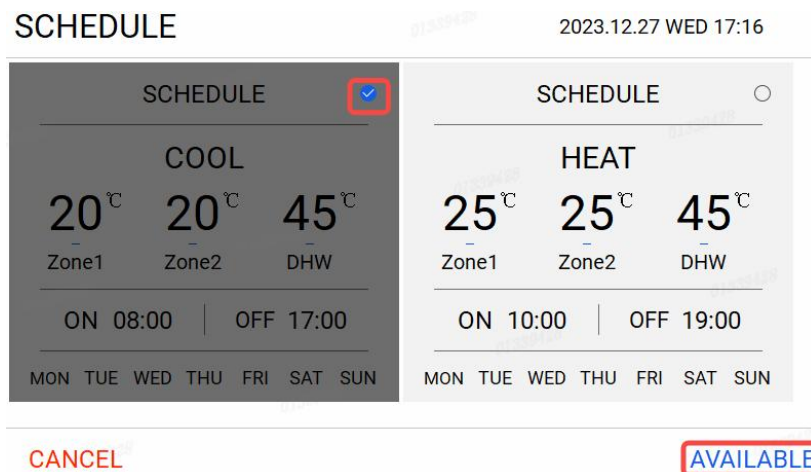 SCHEDULE 2023.12.27 WED 17:16
SCHEDULE
COOL
20℃ 20℃ 45℃
Zone1 Zone2 DHW
ON 08:00 OFF 17:00
MON TUE WED THU FRI SAT SUN
SCHEDULE
HEAT
25℃ 25℃ 45℃
Zone1 Zone2 DHW
ON 10:00 OFF 19:00
MON TUE WED THU FRI SAT SUN
CANCEL AVAILABLE